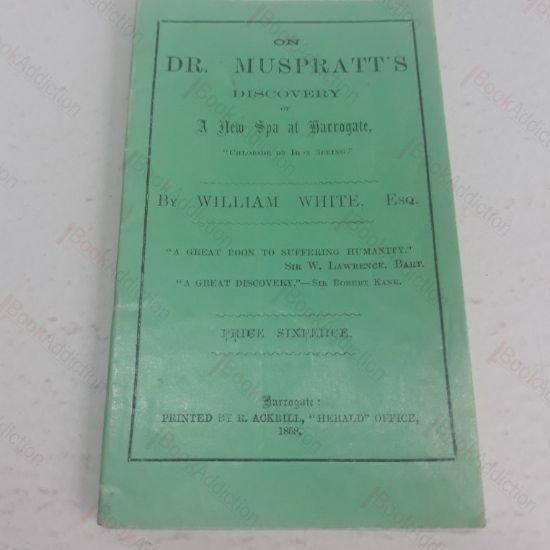 ON
DR. MUSPRATT'S
DISCOVERY
OF
A New Spa at Harrogate,
"CHLORIDE OF IRON SPRING."
BY WILLIAM WHITE, ESQ.
"A GREAT BOON TO SUFFERING HUMANITY."
SIR W. LAWRENCE, BART.
"A GREAT DISCOVERY."—SIR ROBERT KANE.
PRICE SIXPENCE.
Harrogate:
PRINTED BY R. ACKRILL, "HERALD" OFFICE,
1868.
BookAddiction